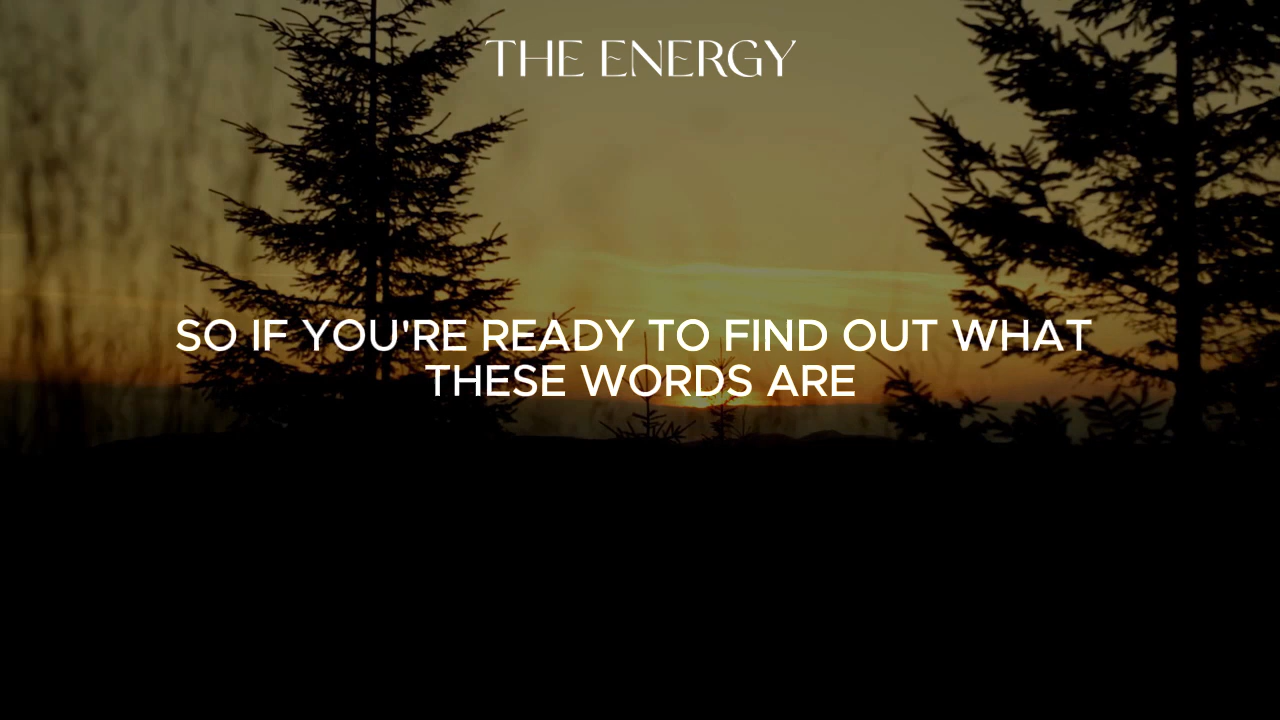 THE ENERGY
SO IF YOU'RE READY TO FIND OUT WHAT
THESE WORDS ARE